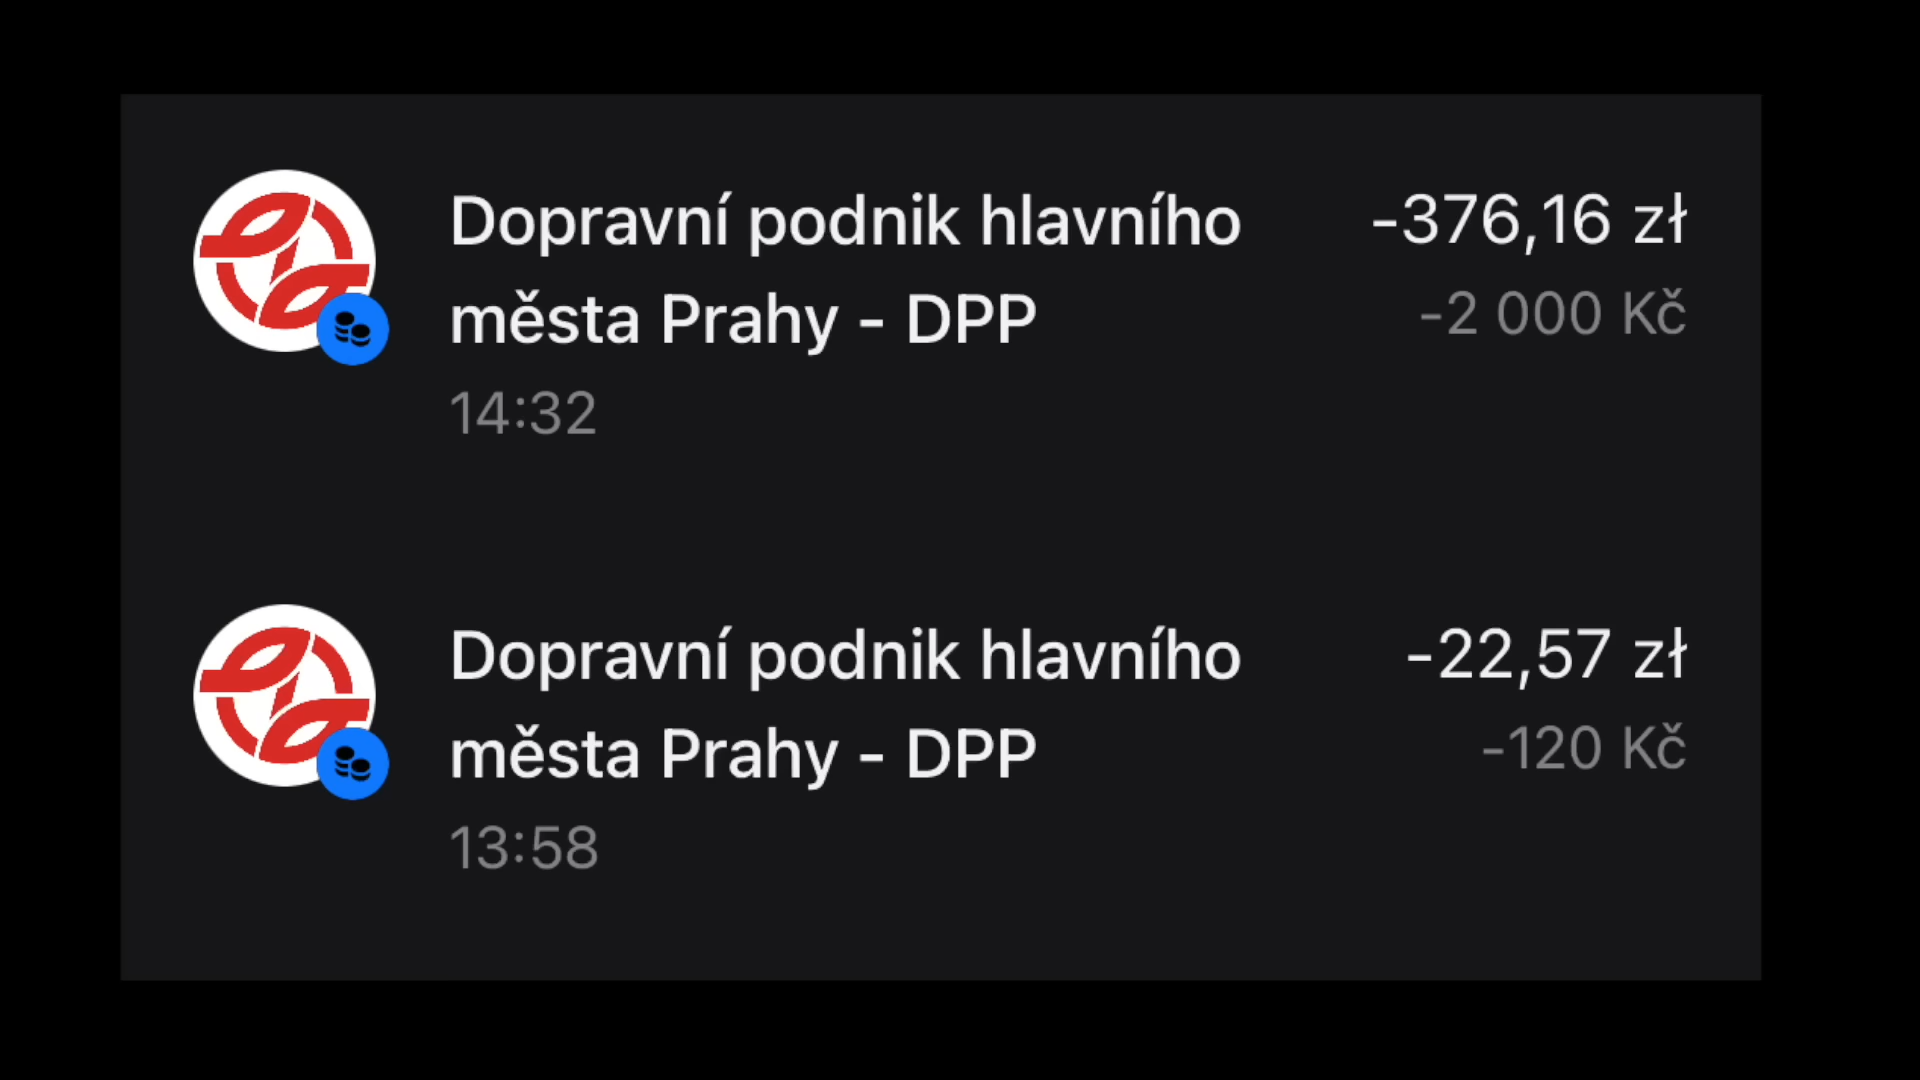 Dopravní podnik hlavního
města Prahy - DPP
14:32
-376,16 zł
-2 000 Kč
Dopravní podnik hlavního
města Prahy - DPP
13:58
-22,57 zł
-120 Kč